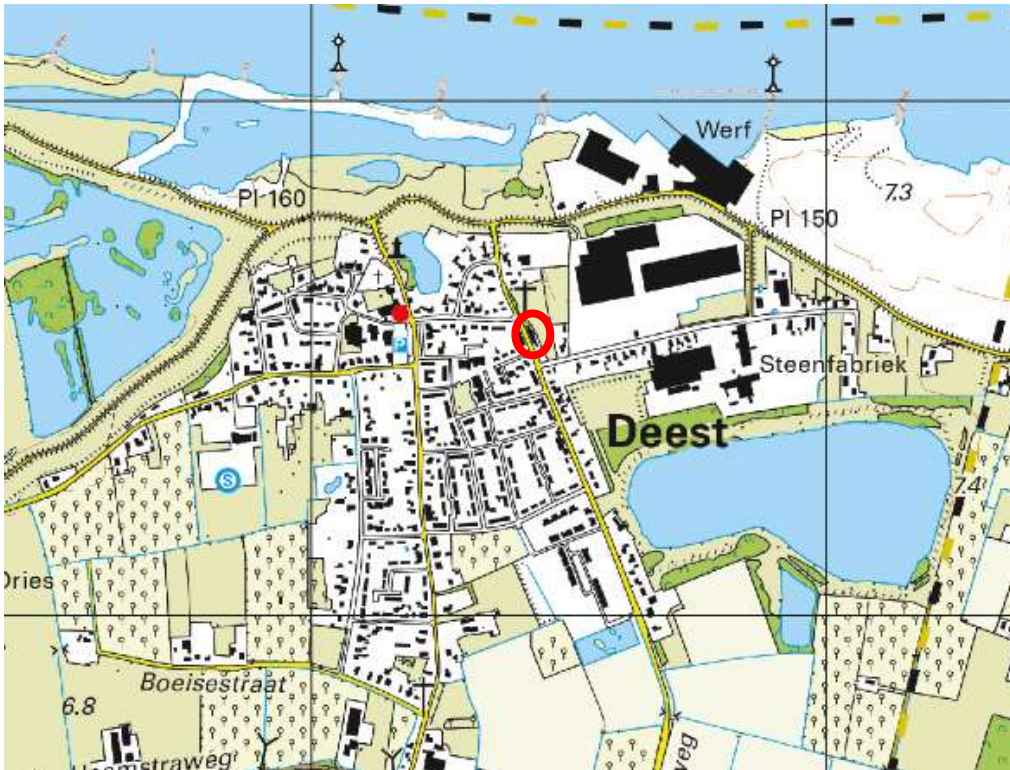 Werf
7.3
Pl 160
Pl 150
Steenfabriek
Deest
P
S
7.4
Dries
Boeisestraat
6.8